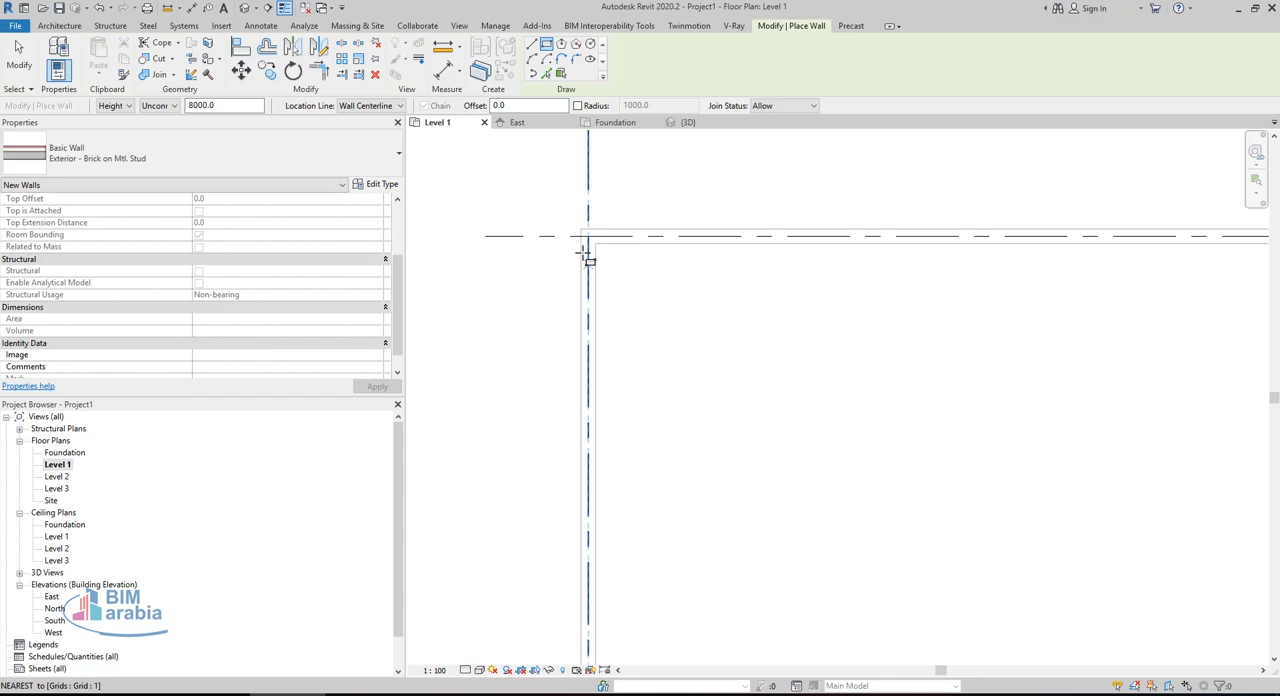 Autodesk Revit 2020.2 - Project1 - Floor Plan: Level 1
Sign In
File Architecture Structure Steel Systems Insert Annotate Analyze Massing & Site Collaborate View Manage Add-Ins BIM Interoperability Tools Twinmotion V-Ray Modify | Place Wall Precast
Modify Paste Cope Cut Join
Select Properties Clipboard Geometry Modify View Measure Create Draw
Modify | Place Wall Height Uncon 8000.0 Location Line: Wall Centerline Chain Offset: 0.0 Radius: 1000.0 Join Status: Allow
Properties
Level 1 East Foundation {3D}
Basic Wall
Exterior - Brick on Mtl. Stud
New Walls Edit Type
Top Offset 0.0
Top is Attached
Top Extension Distance 0.0
Room Bounding
Related to Mass
Structural
Structural
Enable Analytical Model
Structural Usage Non-bearing
Dimensions
Area
Volume
Identity Data
Image
Comments
Properties help Apply
Project Browser - Project1
Views (all)
Structural Plans
Floor Plans
Foundation
Level 1
Level 2
Level 3
Site
Ceiling Plans
Foundation
Level 1
Level 2
Level 3
3D Views
Elevations (Building Elevation)
East
North
South
West
BIM
arabia
Legends
Schedules/Quantities (all)
Sheets (all)
1 : 100
NEAREST to [Grids : Grid : 1] :0 Main Model :0